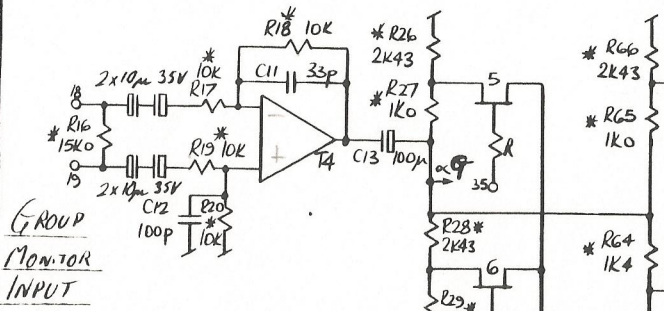 R18* 10K
C11 33p
2x10µ 35V
*
10K
R17
18
* R16
15K0
19
2x10µ 35V
R19 * 10K
-
+
T4
C13 100µ
C12
100p
R20
*
10K
GROUP
MONITOR
INPUT
* R26
2K43
* R27
1K0
5
R
35
R28*
2K43
6
R29*
* R66
2K43
* R65
1K0
* R64
1K4